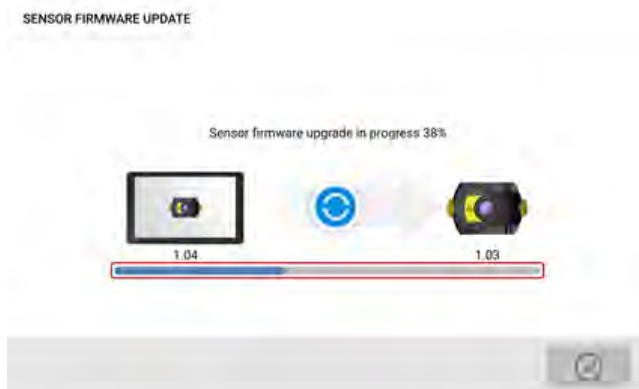 SENSOR FIRMWARE UPDATE
Sensor firmware upgrade in progress 38%
1.04
1.03